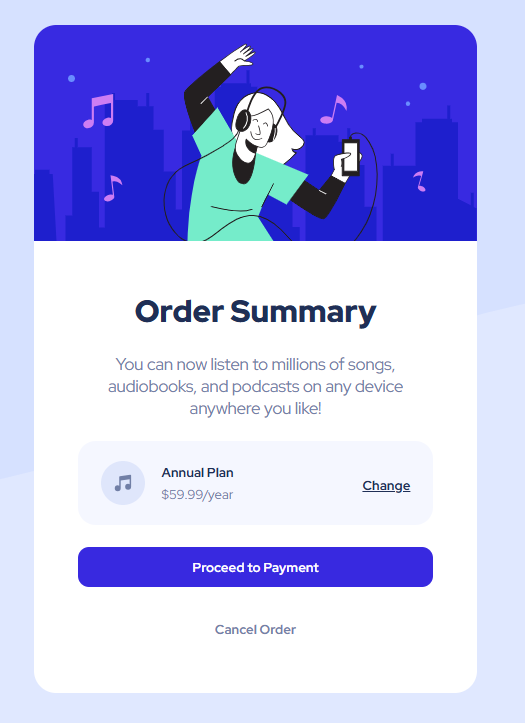 Order Summary
You can now listen to millions of songs,
audiobooks, and podcasts on any device
anywhere you like!
Annual Plan
$59.99/year
Change
Proceed to Payment
Cancel Order